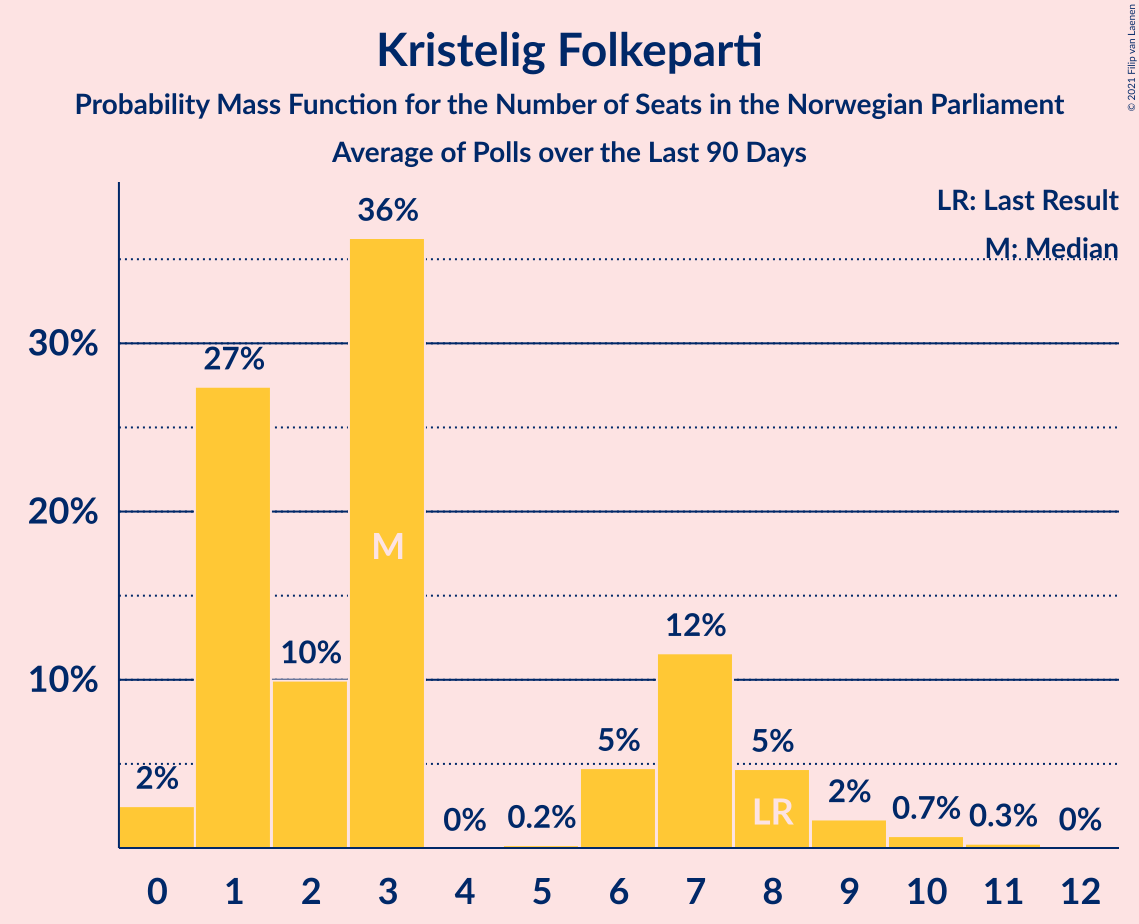 Kristelig Folkeparti
Probability Mass Function for the Number of Seats in the Norwegian Parliament
Average of Polls over the Last 90 Days
© 2021 Filip van Laenen
LR: Last Result
M: Median
36%
30%
27%
20%
M
12%
10%
10%
5%
5%
2%
2%
LR
0%
0.2%
0.7%
0.3%
0%
0 1 2 3 4 5 6 7 8 9 10 11 12